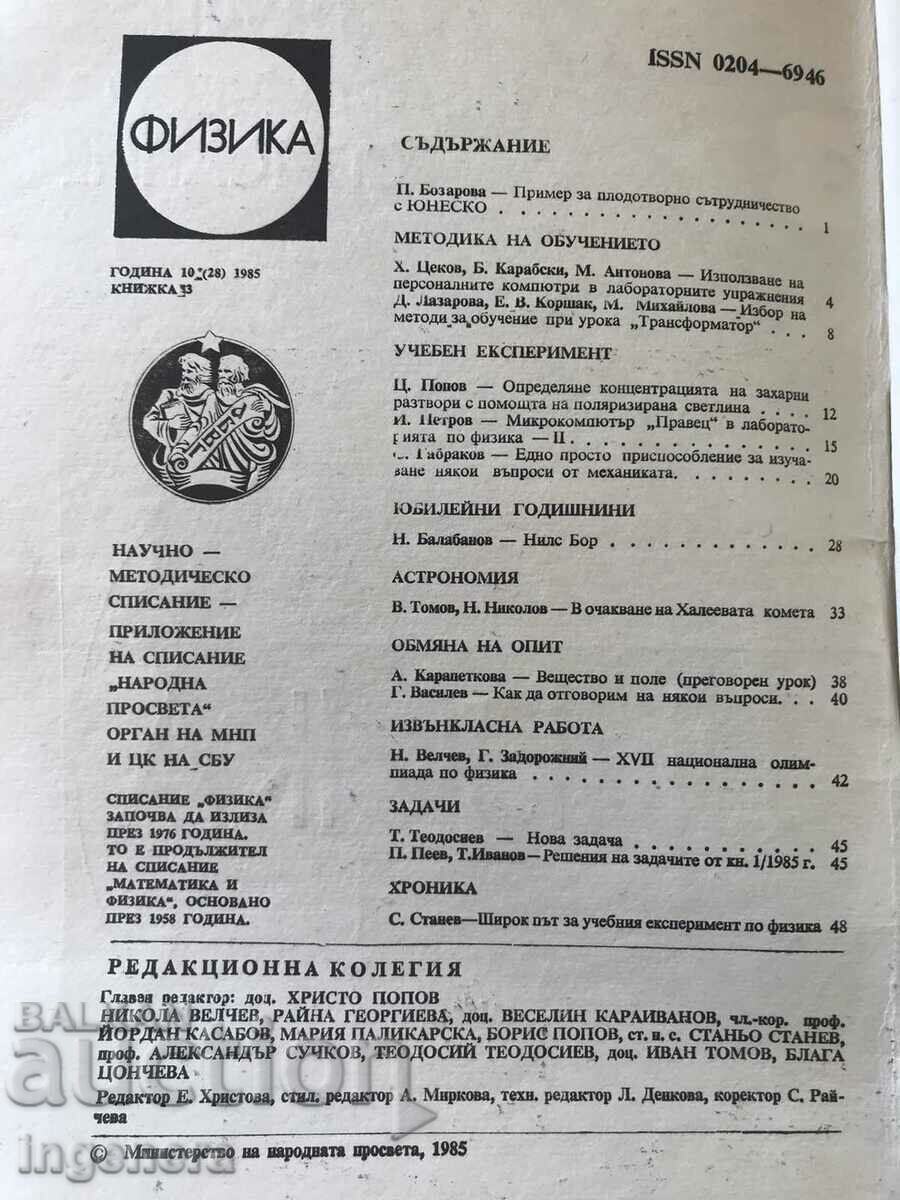 ФИЗИКА
ISSN 0204—6946
ГОДИНА 10 (28) 1985
КНИЖКА 3
НАУЧНО —
МЕТОДИЧЕСКО
СПИСАНИЕ —
ПРИЛОЖЕНИЕ
НА СПИСАНИЕ
„НАРОДНА
ПРОСВЕТА“
ОРГАН НА МНП
И ЦК НА СБУ
СПИСАНИЕ „ФИЗИКА“
ЗАПОЧВА ДА ИЗЛИЗА
ПРЕЗ 1976 ГОДИНА.
ТО Е ПРОДЪЛЖИТЕЛ
НА СПИСАНИЕ
„МАТЕМАТИКА И
ФИЗИКА“, ОСНОВАНО
ПРЕЗ 1958 ГОДИНА.
СЪДЪРЖАНИЕ
П. Бозарова — Пример за плодотворно сътрудничество
с ЮНЕСКО . . . . . . . . . . . . . . . . 1
МЕТОДИКА НА ОБУЧЕНИЕТО
Х. Цеков, Б. Карабски, М. Антонова — Използване на
персоналните компютри в лабораторните упражнения 4
Д. Лазарова, Е. В. Коршак, М. Михайлова — Избор на
методи за обучение при урока „Трансформатор“ . . . 8
УЧЕБЕН ЕКСПЕРИМЕНТ
Ц. Попов — Определяне концентрацията на захарни
разтвори с помощта на поляризирана светлина . . . . 12
И. Петров — Микрокомпютър „Правец“ в лаборато-
рията по физика — II . . . . . . . . . . . . 15
Габраков — Едно просто приспособление за изуча-
ване някои въпроси от механиката. . . . . . . . . 20
ЮБИЛЕЙНИ ГОДИШНИНИ
Н. Балабанов — Нилс Бор . . . . . . . . . . . . 28
АСТРОНОМИЯ
В. Томов, Н. Николов — В очакване на Халеевата комета 33
ОБМЯНА НА ОПИТ
А. Карапеткова — Вещество и поле (преговорен урок) 38
Г. Василев — Как да отговорим на някои въпроси. . . 40
ИЗВЪНКЛАСНА РАБОТА
Н. Велчев, Г. Задорожний — XVII национална олим-
пиада по физика . . . . . . . . . . . . . . . 42
ЗАДАЧИ
Т. Теодосиев — Нова задача . . . . . . . . . . . 45
П. Пеев, Т. Иванов — Решения на задачите от кн. 1/1985 г. 45
ХРОНИКА
С. Станев — Широк път за учебния експеримент по физика 48
РЕДАКЦИОННА КОЛЕГИЯ
Главен редактор: доц. ХРИСТО ПОПОВ
НИКОЛА ВЕЛЧЕВ, РАЙНА ГЕОРГИЕВА, доц. ВЕСЕЛИН КАРАИВАНОВ, чл.-кор. проф.
ЙОРДАН КАСАБОВ, МАРИЯ ПАЛИКАРСКА, БОРИС ПОПОВ, ст. н. с. СТАНЬО СТАНЕВ,
проф. АЛЕКСАНДЪР СУЧКОВ, ТЕОДОСИЙ ТЕОДОСИЕВ, доц. ИВАН ТОМОВ, БЛАГА
ЦОНЧЕВА
Редактор Е. Христова, стил. редактор А. Миркова, техн. редактор Л. Денкова, коректор С. Рай-
чева
© Министерство на народната просвета, 1985
BALKAN
auction
ingenera